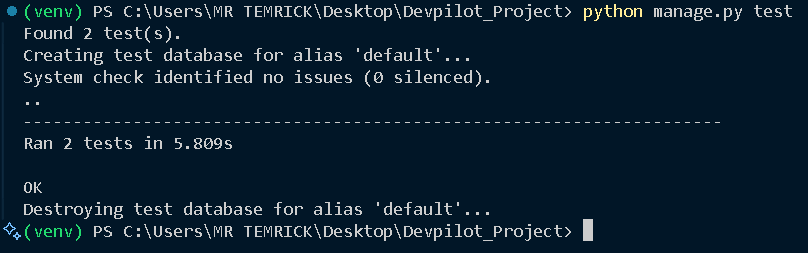 (venv) PS C:\Users\MR TEMRICK\Desktop\Devpilot_Project> python manage.py test
Found 2 test(s).
Creating test database for alias 'default'...
System check identified no issues (0 silenced).
..
----------------------------------------------------------------------
Ran 2 tests in 5.809s

OK
Destroying test database for alias 'default'...
(venv) PS C:\Users\MR TEMRICK\Desktop\Devpilot_Project>